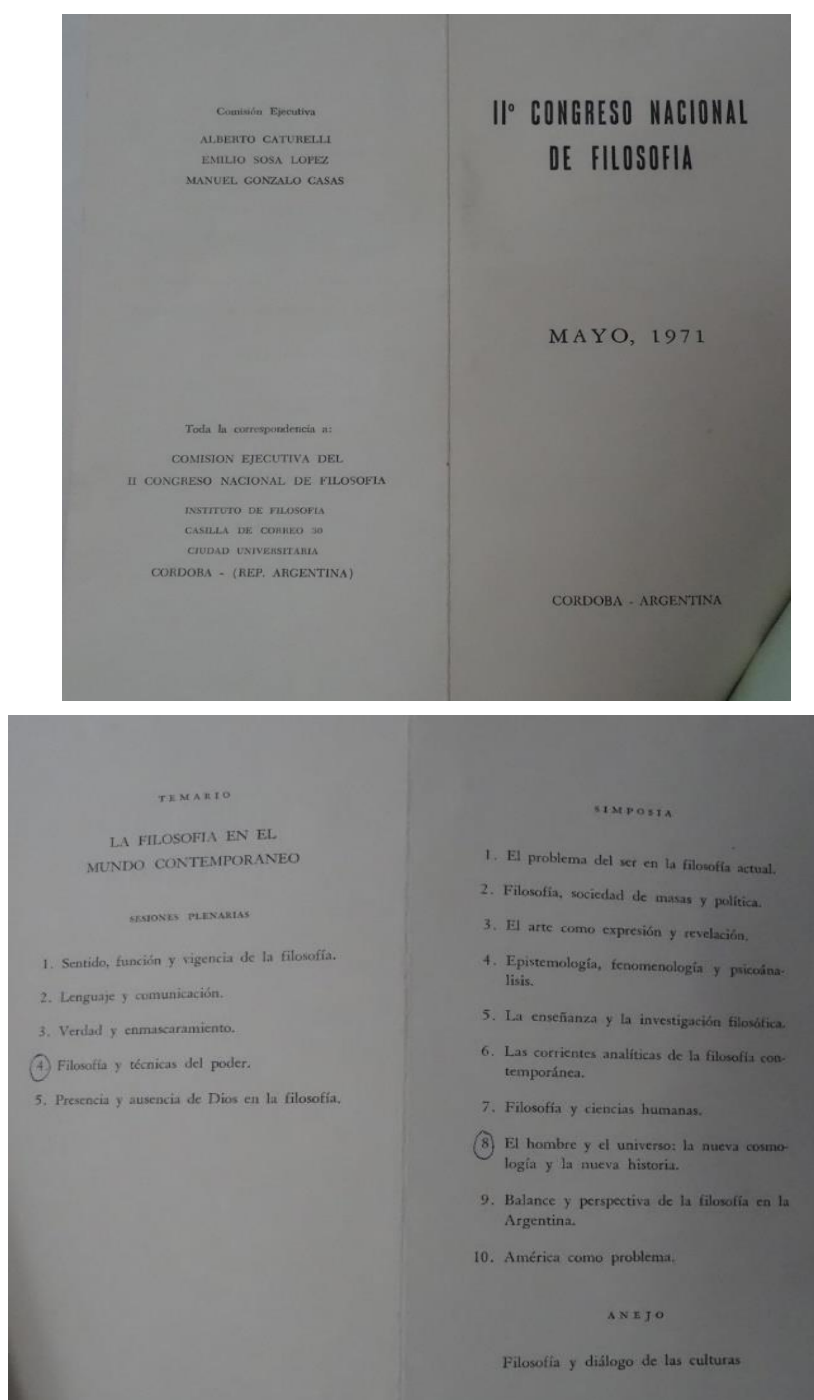 Comisión Ejecutiva
ALBERTO CATURELLI
EMILIO SOSA LOPEZ
MANUEL GONZALO CASAS
Toda la correspondencia a:
COMISION EJECUTIVA DEL
II CONGRESO NACIONAL DE FILOSOFIA
INSTITUTO DE FILOSOFIA
CASILLA DE CORREO 30
CIUDAD UNIVERSITARIA
CORDOBA - (REP. ARGENTINA)
IIº CONGRESO NACIONAL
DE FILOSOFIA
MAYO, 1971
CORDOBA - ARGENTINA
TEMARIO
LA FILOSOFIA EN EL
MUNDO CONTEMPORANEO
SESIONES PLENARIAS
1. Sentido, función y vigencia de la filosofía.
2. Lenguaje y comunicación.
3. Verdad y enmascaramiento.
4. Filosofía y técnicas del poder.
5. Presencia y ausencia de Dios en la filosofía.
SIMPOSIA
1. El problema del ser en la filosofía actual.
2. Filosofía, sociedad de masas y política.
3. El arte como expresión y revelación.
4. Epistemología, fenomenología y psicoaná-
lisis.
5. La enseñanza y la investigación filosófica.
6. Las corrientes analíticas de la filosofía con-
temporánea.
7. Filosofía y ciencias humanas.
8. El hombre y el universo: la nueva cosmo-
logía y la nueva historia.
9. Balance y perspectiva de la filosofía en la
Argentina.
10. América como problema.
ANEJO
Filosofía y diálogo de las culturas